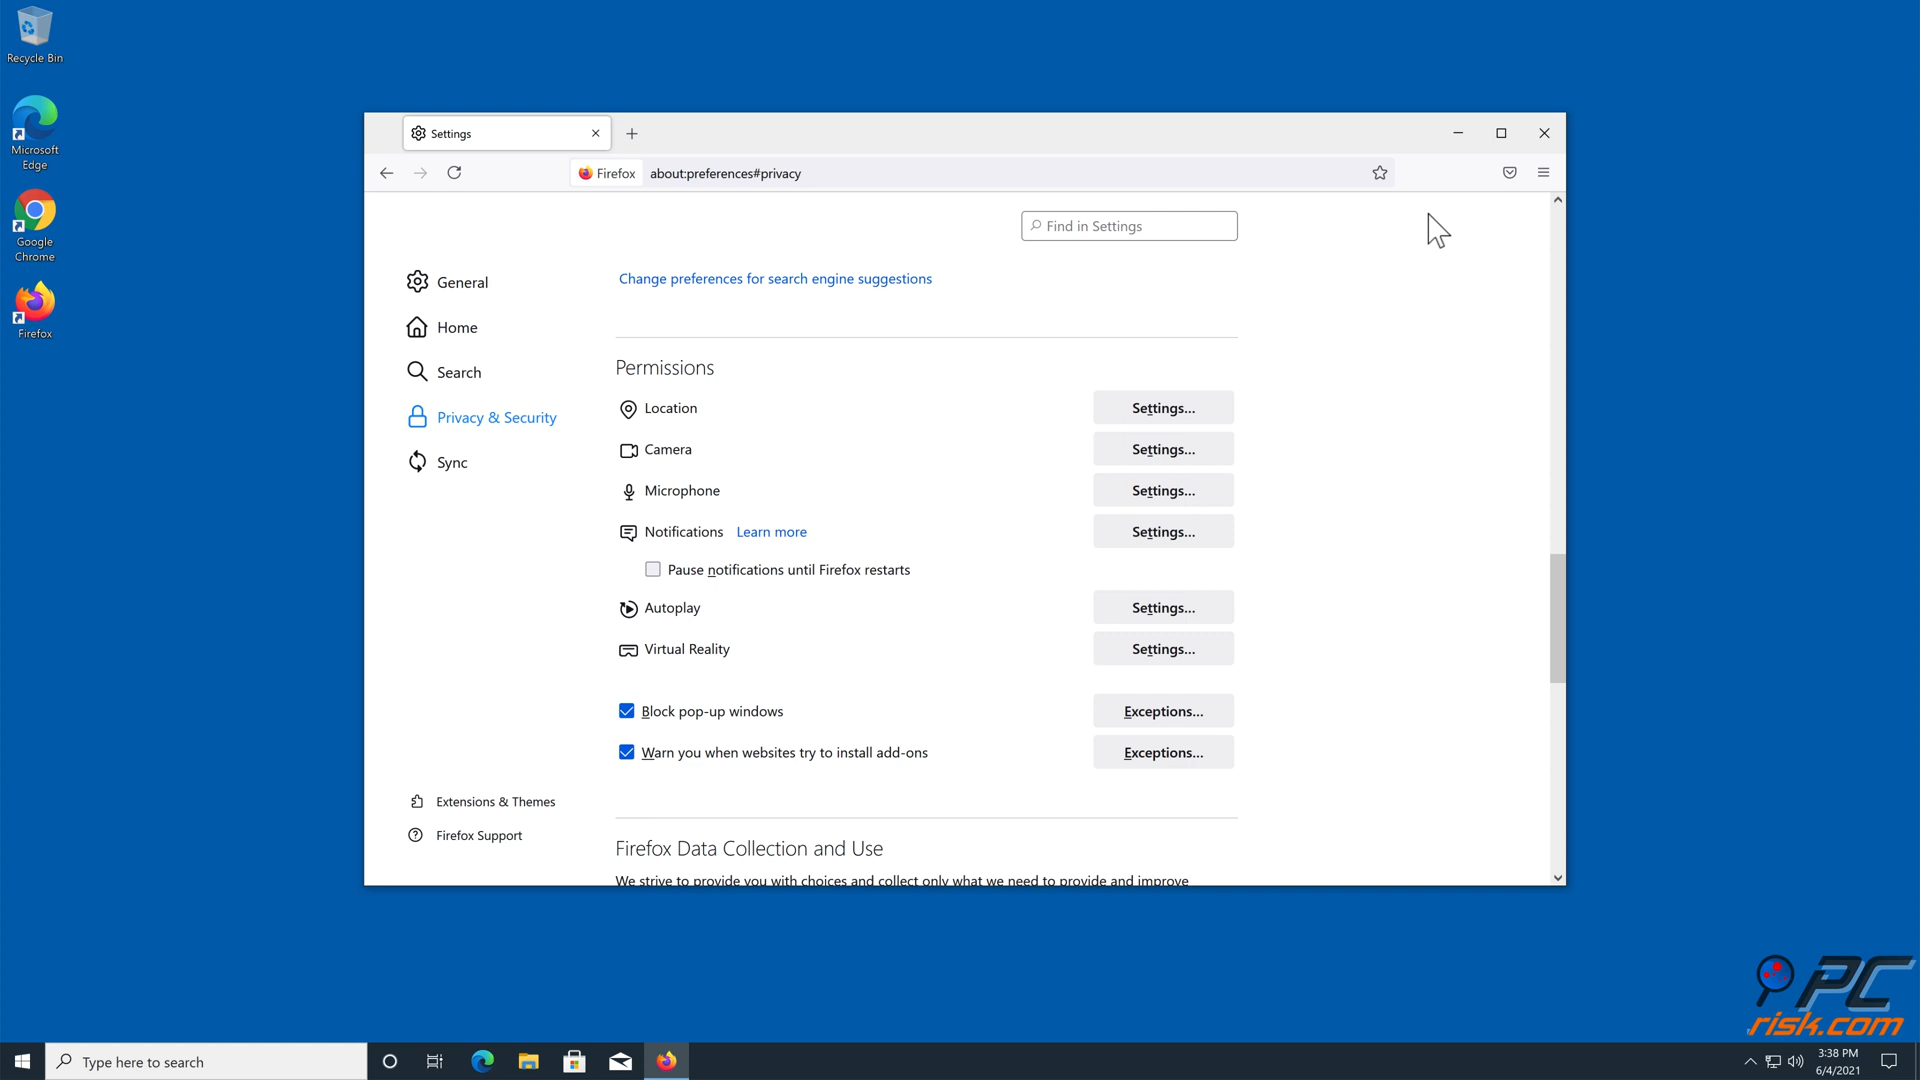 Recycle Bin
Microsoft
Edge
Google
Chrome
Firefox
Settings
Firefox
about:preferences#privacy
Find in Settings
General
Home
Search
Privacy & Security
Sync
Extensions & Themes
Firefox Support
Change preferences for search engine suggestions
Permissions
Location Settings...
Camera Settings...
Microphone Settings...
Notifications Learn more Settings...
Pause notifications until Firefox restarts
Autoplay Settings...
Virtual Reality Settings...
Block pop-up windows Exceptions...
Warn you when websites try to install add-ons Exceptions...
Firefox Data Collection and Use
We strive to provide you with choices and collect only what we need to provide and improve
PC
risk.com
Type here to search
3:38 PM
6/4/2021